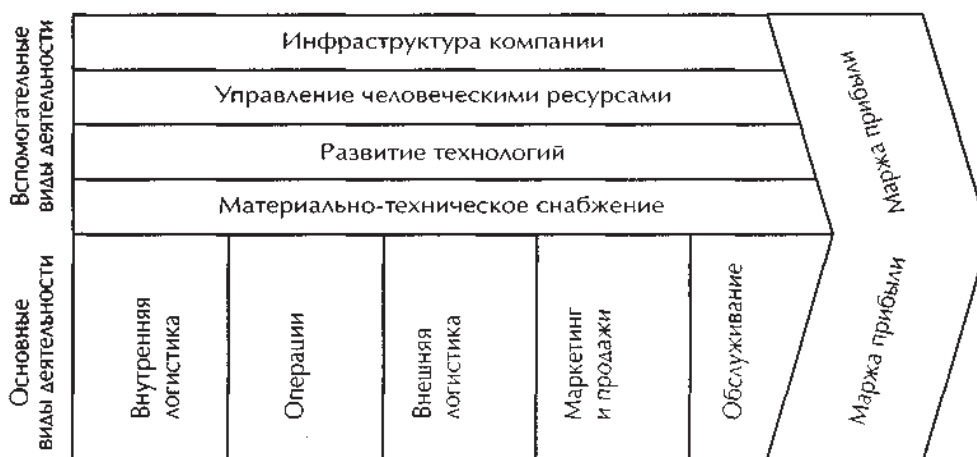 Вспомогательные
виды деятельности
Инфраструктура компании
Управление человеческими ресурсами
Развитие технологий
Материально-техническое снабжение
Маржа прибыли
Основные
виды деятельности
Внутренняя
логистика
Операции
Внешняя
логистика
Маркетинг
и продажи
Обслуживание
Маржа прибыли